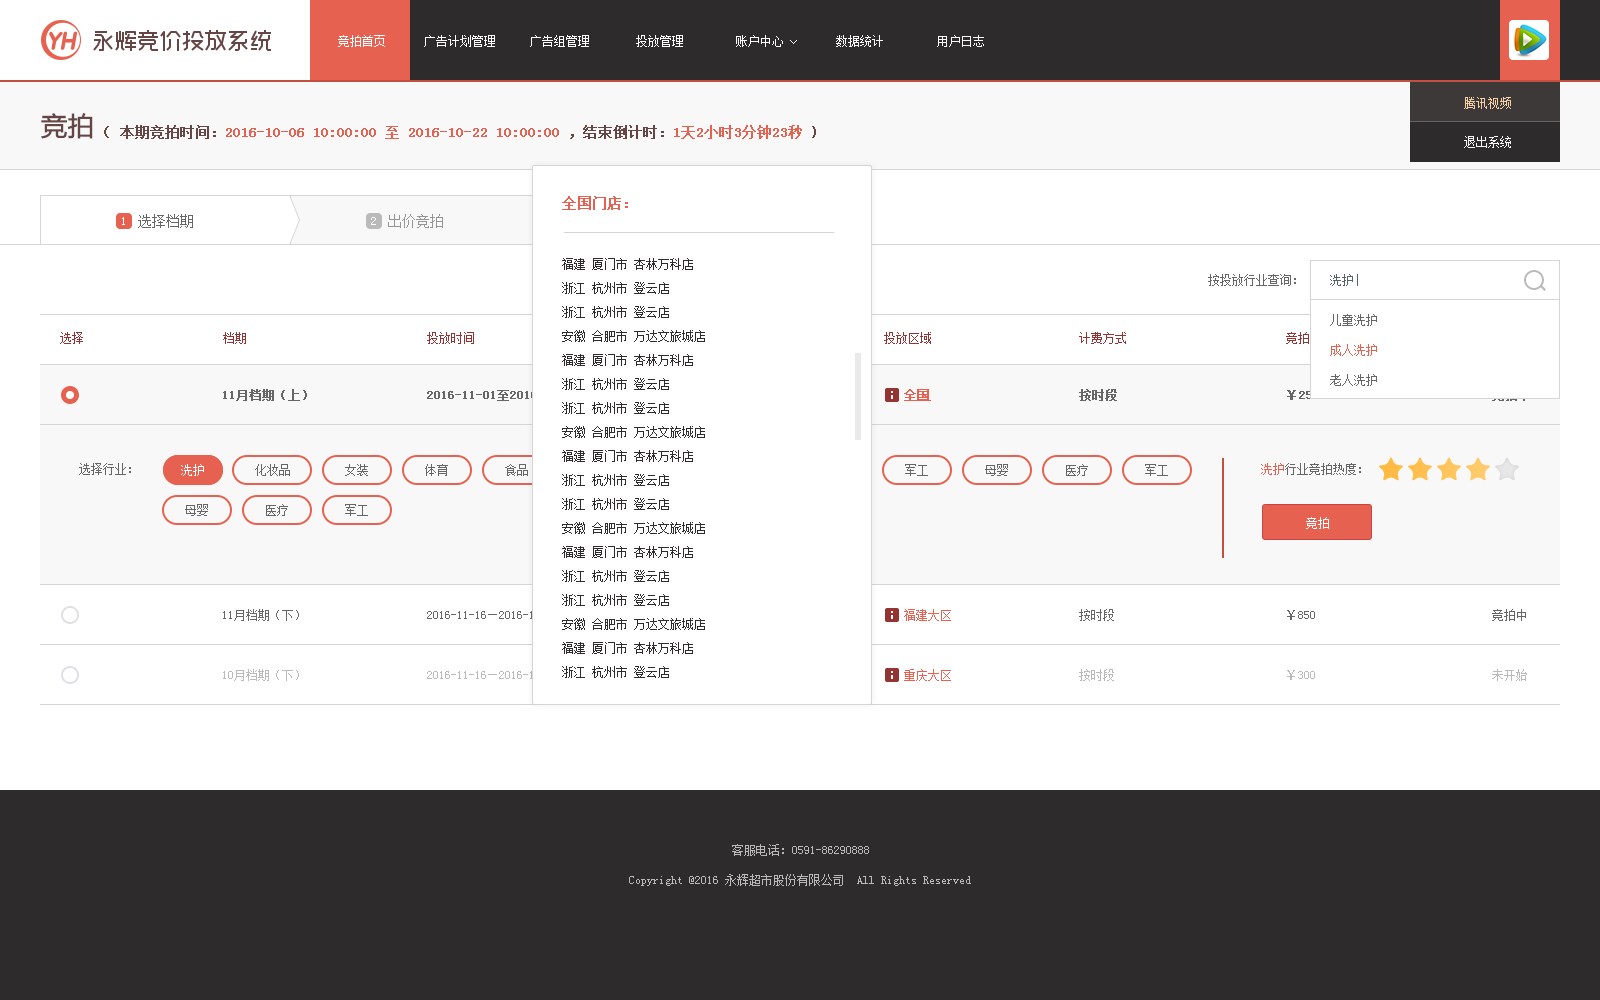 YH 永辉竞价投放系统
竞拍首页 广告计划管理 广告组管理 投放管理 账户中心 数据统计 用户日志
腾讯视频
退出系统
竞拍 ( 本期竞拍时间：2016-10-06 10:00:00 至 2016-10-22 10:00:00 ，结束倒计时：1天2小时3分钟23秒 )
1 选择档期
2 出价竞拍
按投放行业查询： 洗护|
儿童洗护
成人洗护
老人洗护
全国门店：
福建 厦门市 杏林万科店
浙江 杭州市 登云店
浙江 杭州市 登云店
安徽 合肥市 万达文旅城店
福建 厦门市 杏林万科店
浙江 杭州市 登云店
浙江 杭州市 登云店
安徽 合肥市 万达文旅城店
福建 厦门市 杏林万科店
浙江 杭州市 登云店
浙江 杭州市 登云店
安徽 合肥市 万达文旅城店
福建 厦门市 杏林万科店
浙江 杭州市 登云店
浙江 杭州市 登云店
安徽 合肥市 万达文旅城店
福建 厦门市 杏林万科店
浙江 杭州市 登云店
选择 档期 投放时间 投放区域 计费方式 竞拍
11月档期（上） 2016-11-01至201 全国 按时段 ￥25
选择行业： 洗护 化妆品 女装 体育 食品 军工 母婴 医疗 军工
母婴 医疗 军工
洗护行业竞拍热度：
竞拍
11月档期（下） 2016-11-16—2016-1 福建大区 按时段 ￥850 竞拍中
10月档期（下） 2016-11-16—2016-1 重庆大区 按时段 ￥300 未开始
客服电话：0591-86290888
Copyright @2016 永辉超市股份有限公司 All Rights Reserved